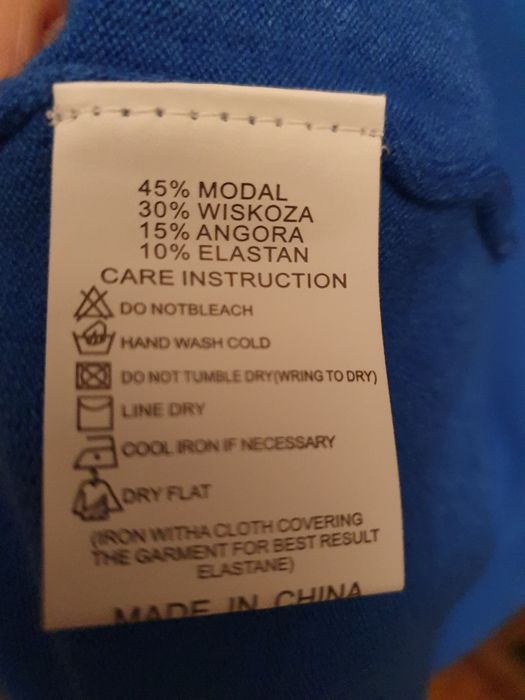 45% MODAL
30% WISKOZA
15% ANGORA
10% ELASTAN
CARE INSTRUCTION
DO NOTBLEACH
HAND WASH COLD
DO NOT TUMBLE DRY(WRING TO DRY)
LINE DRY
COOL IRON IF NECESSARY
DRY FLAT
(IRON WITHA CLOTH COVERING
THE GARMENT FOR BEST RESULT
ELASTANE)
MADE IN CHINA